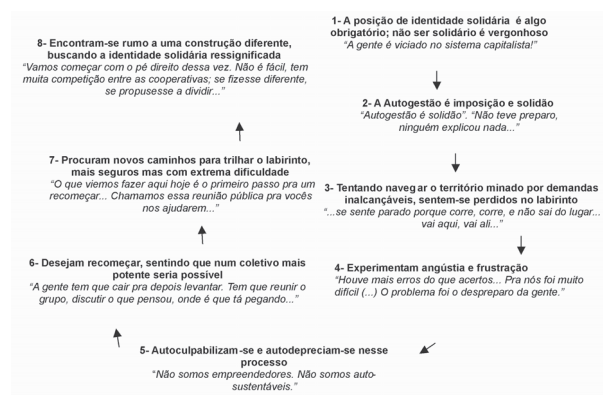 1- A posição de identidade solidária é algo
obrigatório; não ser solidário é vergonhoso
“A gente é viciado no sistema capitalista!”
2- A Autogestão é imposição e solidão
“Autogestão é solidão”. “Não teve preparo,
ninguém explicou nada...”
3- Tentando navegar o território minado por demandas
inalcançáveis, sentem-se perdidos no labirinto
“...se sente parado porque corre, corre, e não sai do lugar...
vai aqui, vai ali...”
4- Experimentam angústia e frustração
“Houve mais erros do que acertos... Pra nós foi muito
difícil (...) O problema foi o despreparo da gente.”
5- Autoculpabilizam-se e autodepreciam-se nesse
processo
“Não somos empreendedores. Não somos auto-
sustentáveis.”
6- Desejam recomeçar, sentindo que num coletivo mais
potente seria possível
“A gente tem que cair pra depois levantar. Tem que reunir o
grupo, discutir o que pensou, onde é que tá pegando...”
7- Procuram novos caminhos para trilhar o labirinto,
mais seguros mas com extrema dificuldade
“O que viemos fazer aqui hoje é o primeiro passo pra um
recomeçar... Chamamos essa reunião pública pra vocês
nos ajudarem...”
8- Encontram-se rumo a uma construção diferente,
buscando a identidade solidária ressignificada
“Vamos começar com o pé direito dessa vez. Não é fácil, tem
muita competição entre as cooperativas; se fizesse diferente,
se propusesse a dividir...”